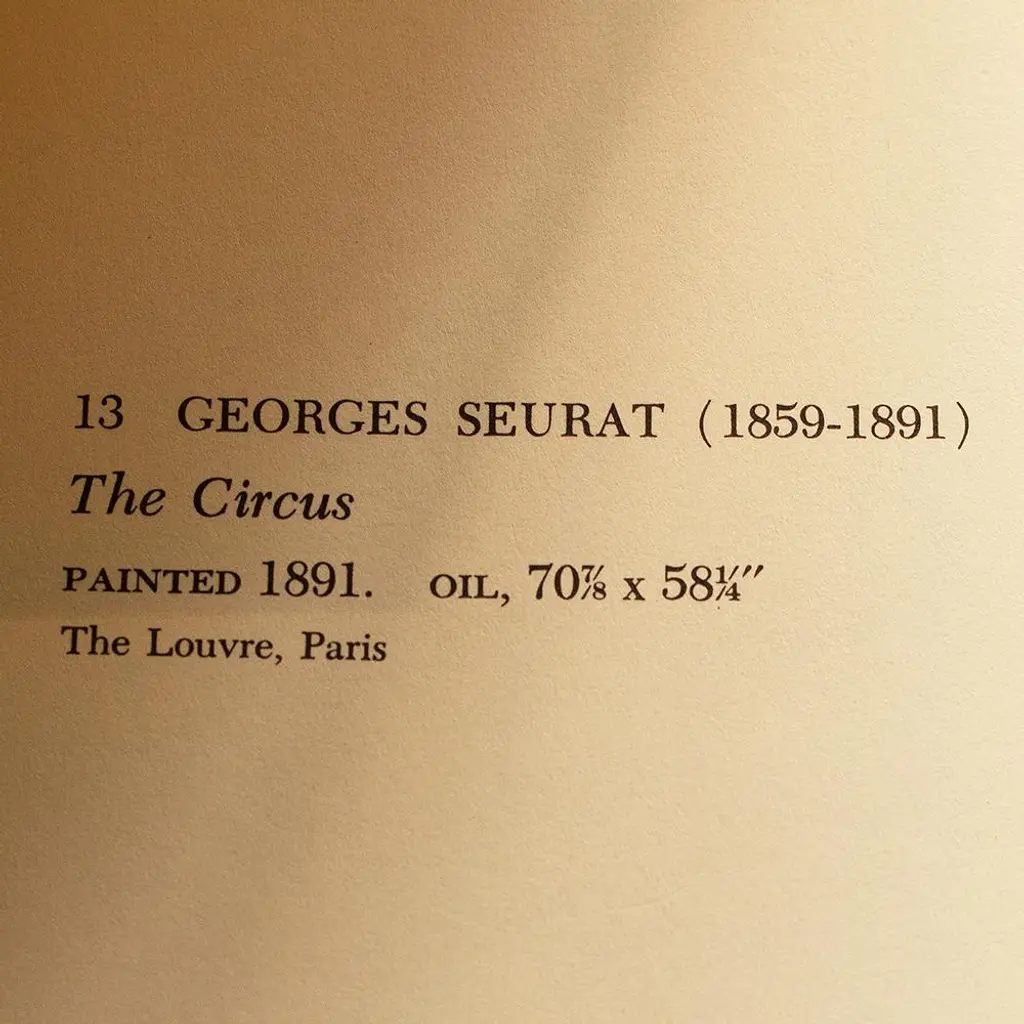 13 GEORGES SEURAT (1859-1891)
The Circus
PAINTED 1891. OIL, 70⅞ x 58¼″
The Louvre, Paris